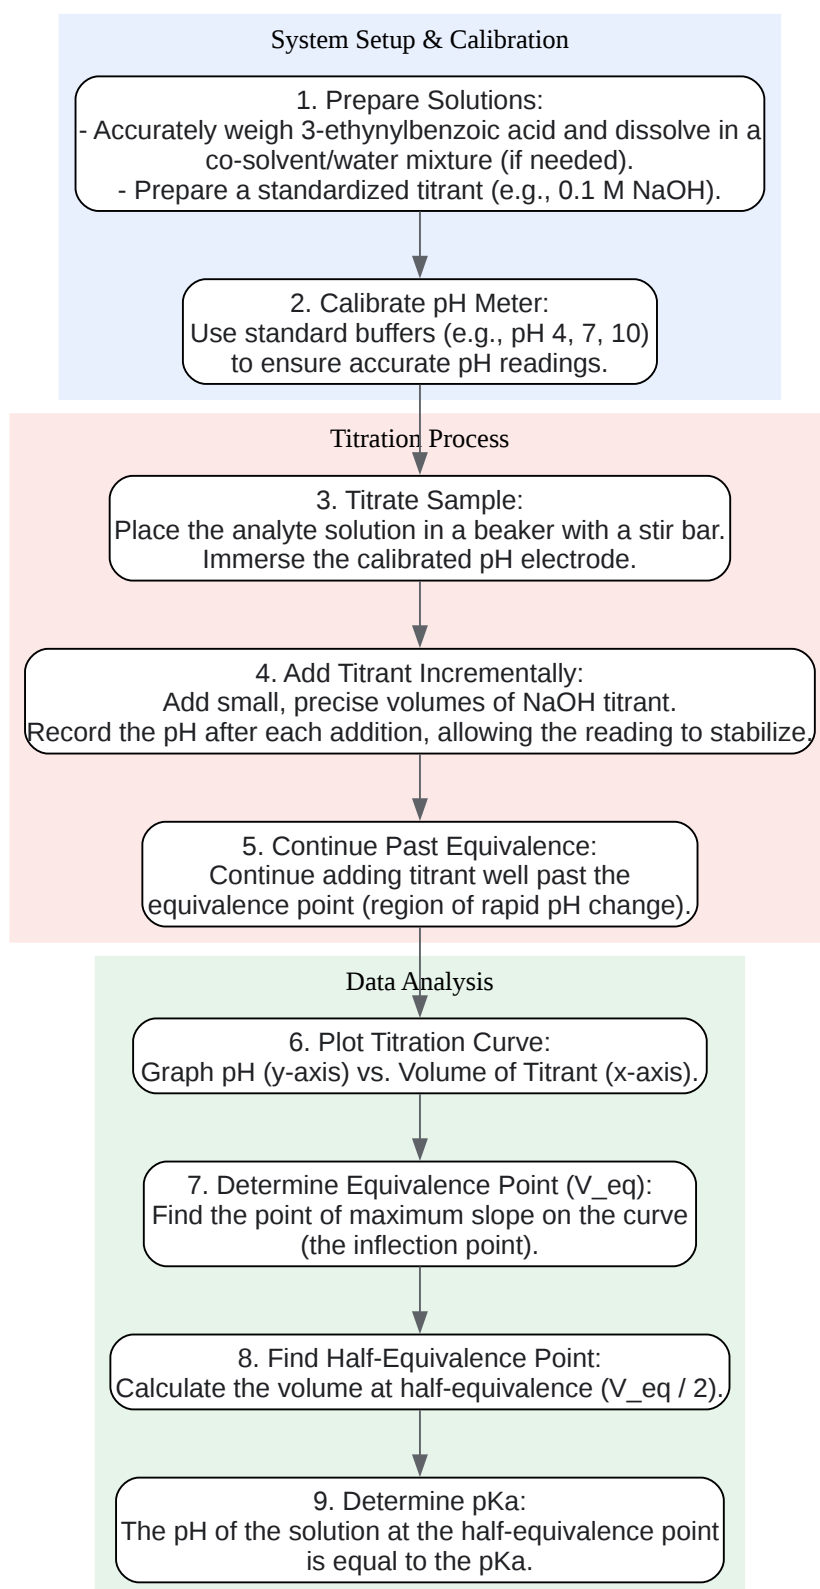 System Setup & Calibration
1. Prepare Solutions:
- Accurately weigh 3-ethynylbenzoic acid and dissolve in a
co-solvent/water mixture (if needed).
- Prepare a standardized titrant (e.g., 0.1 M NaOH).
2. Calibrate pH Meter:
Use standard buffers (e.g., pH 4, 7, 10)
to ensure accurate pH readings.
Titration Process
3. Titrate Sample:
Place the analyte solution in a beaker with a stir bar.
Immerse the calibrated pH electrode.
4. Add Titrant Incrementally:
Add small, precise volumes of NaOH titrant.
Record the pH after each addition, allowing the reading to stabilize.
5. Continue Past Equivalence:
Continue adding titrant well past the
equivalence point (region of rapid pH change).
Data Analysis
6. Plot Titration Curve:
Graph pH (y-axis) vs. Volume of Titrant (x-axis).
7. Determine Equivalence Point (V_eq):
Find the point of maximum slope on the curve
(the inflection point).
8. Find Half-Equivalence Point:
Calculate the volume at half-equivalence (V_eq / 2).
9. Determine pKa:
The pH of the solution at the half-equivalence point
is equal to the pKa.